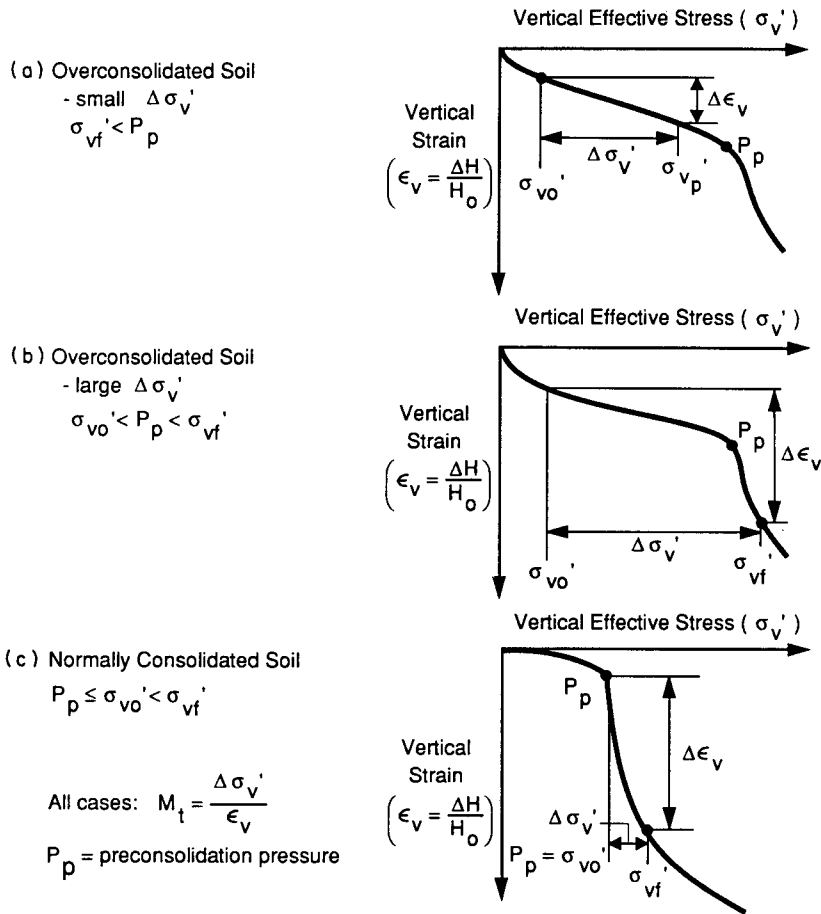 Vertical Effective Stress ( σv' )
(a) Overconsolidated Soil
- small Δσv'
σvf' < Pp
Vertical
Strain
(ϵv = ΔH/Ho)
Δϵv
Pp
Δσv'
σvo'
σvp'
Vertical Effective Stress ( σv' )
(b) Overconsolidated Soil
- large Δσv'
σvo' < Pp < σvf'
Vertical
Strain
(ϵv = ΔH/Ho)
Pp
Δϵv
Δσv'
σvo'
σvf'
Vertical Effective Stress ( σv' )
(c) Normally Consolidated Soil
Pp ≤ σvo' < σvf'
Pp
Vertical
Strain
(ϵv = ΔH/Ho)
Δϵv
All cases: Mt = Δσv'/ϵv
Δσv'
Pp = preconsolidation pressure
Pp = σvo'
σvf'